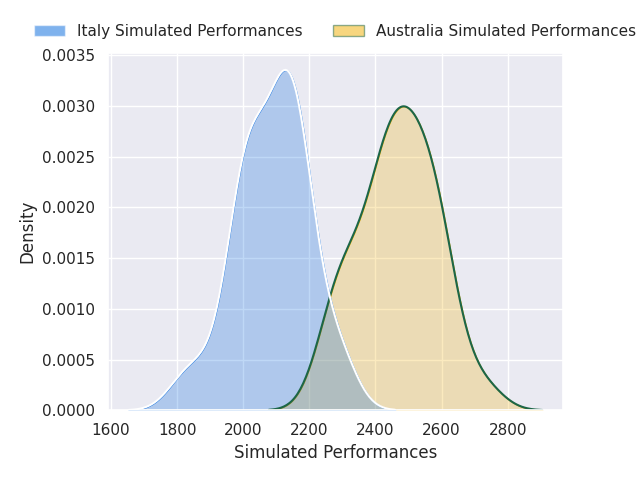 Italy Simulated Performances Australia Simulated Performances
0.0035
0.0030
0.0025
0.0020
0.0015
0.0010
0.0005
0.0000
Density
1600 1800 2000 2200 2400 2600 2800
Simulated Performances